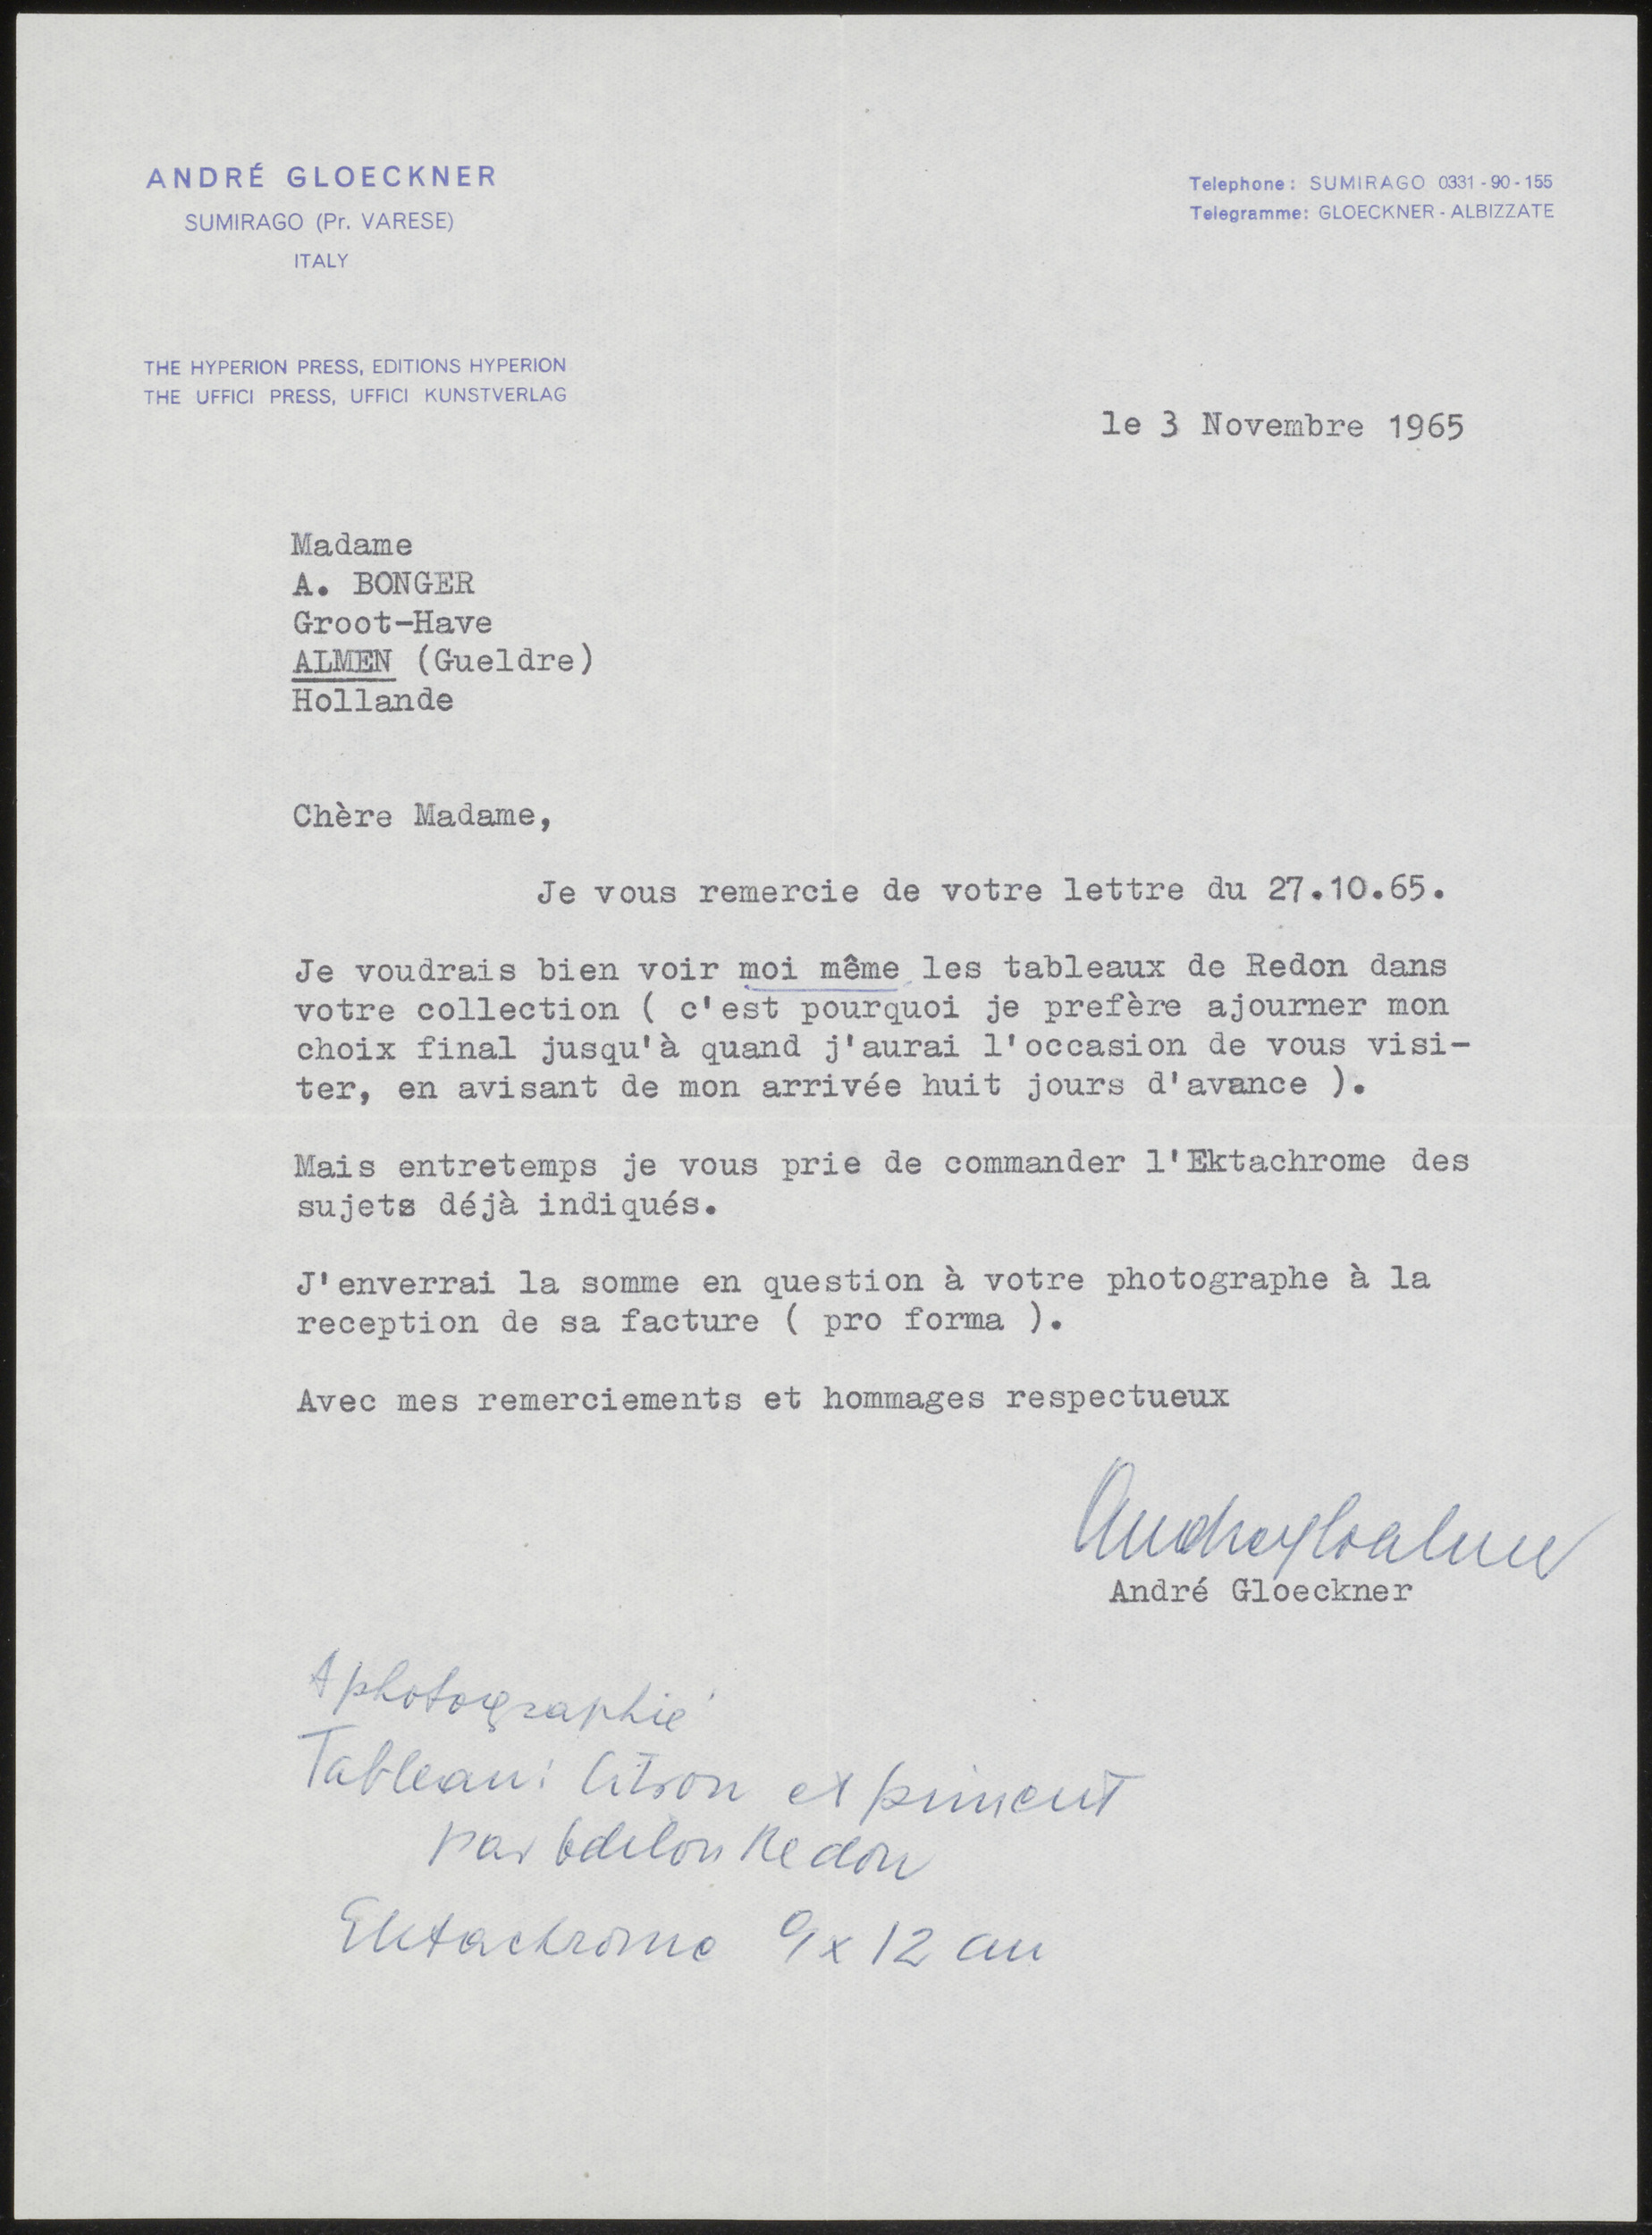 ANDRÉ GLOECKNER
SUMIRAGO (Pr. VARESE)
ITALY
Telephone: SUMIRAGO 0331-90-155
Telegramme: GLOECKNER-ALBIZZATE
THE HYPERION PRESS, EDITIONS HYPERION
THE UFFICI PRESS, UFFICI KUNSTVERLAG
le 3 Novembre 1965
Madame
A. BONGER
Groot-Have
ALMEN (Gueldre)
Hollande
Chère Madame,
Je vous remercie de votre lettre du 27.10.65.
Je voudrais bien voir moi même les tableaux de Redon dans
votre collection ( c'est pourquoi je prefère ajourner mon
choix final jusqu'à quand j'aurai l'occasion de vous visi-
ter, en avisant de mon arrivée huit jours d'avance ).
Mais entretemps je vous prie de commander l'Ektachrome des
sujets déjà indiqués.
J'enverrai la somme en question à votre photographe à la
reception de sa facture ( pro forma ).
Avec mes remerciements et hommages respectueux
André Gloeckner
photographié
Tableau: Citron et piment
par Odilon Redon
Ektachrome 9x12 cm